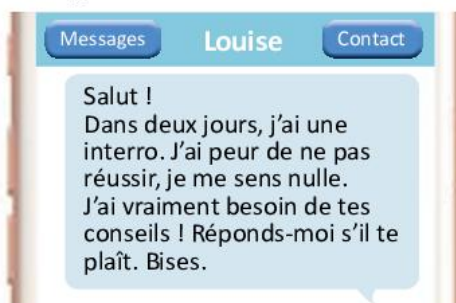 Messages Louise Contact
Salut !
Dans deux jours, j'ai une
interro. J'ai peur de ne pas
réussir, je me sens nulle.
J'ai vraiment besoin de tes
conseils ! Réponds-moi s'il te
plaît. Bises.